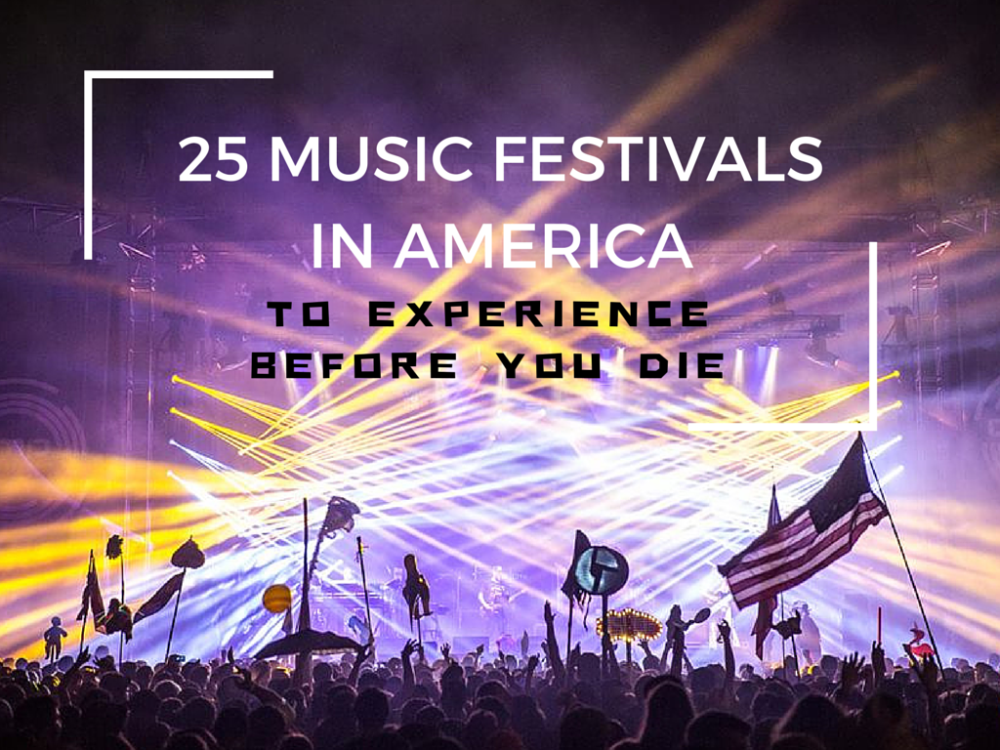 25 MUSIC FESTIVALS
IN AMERICA
TO EXPERIENCE
BEFORE YOU DIE